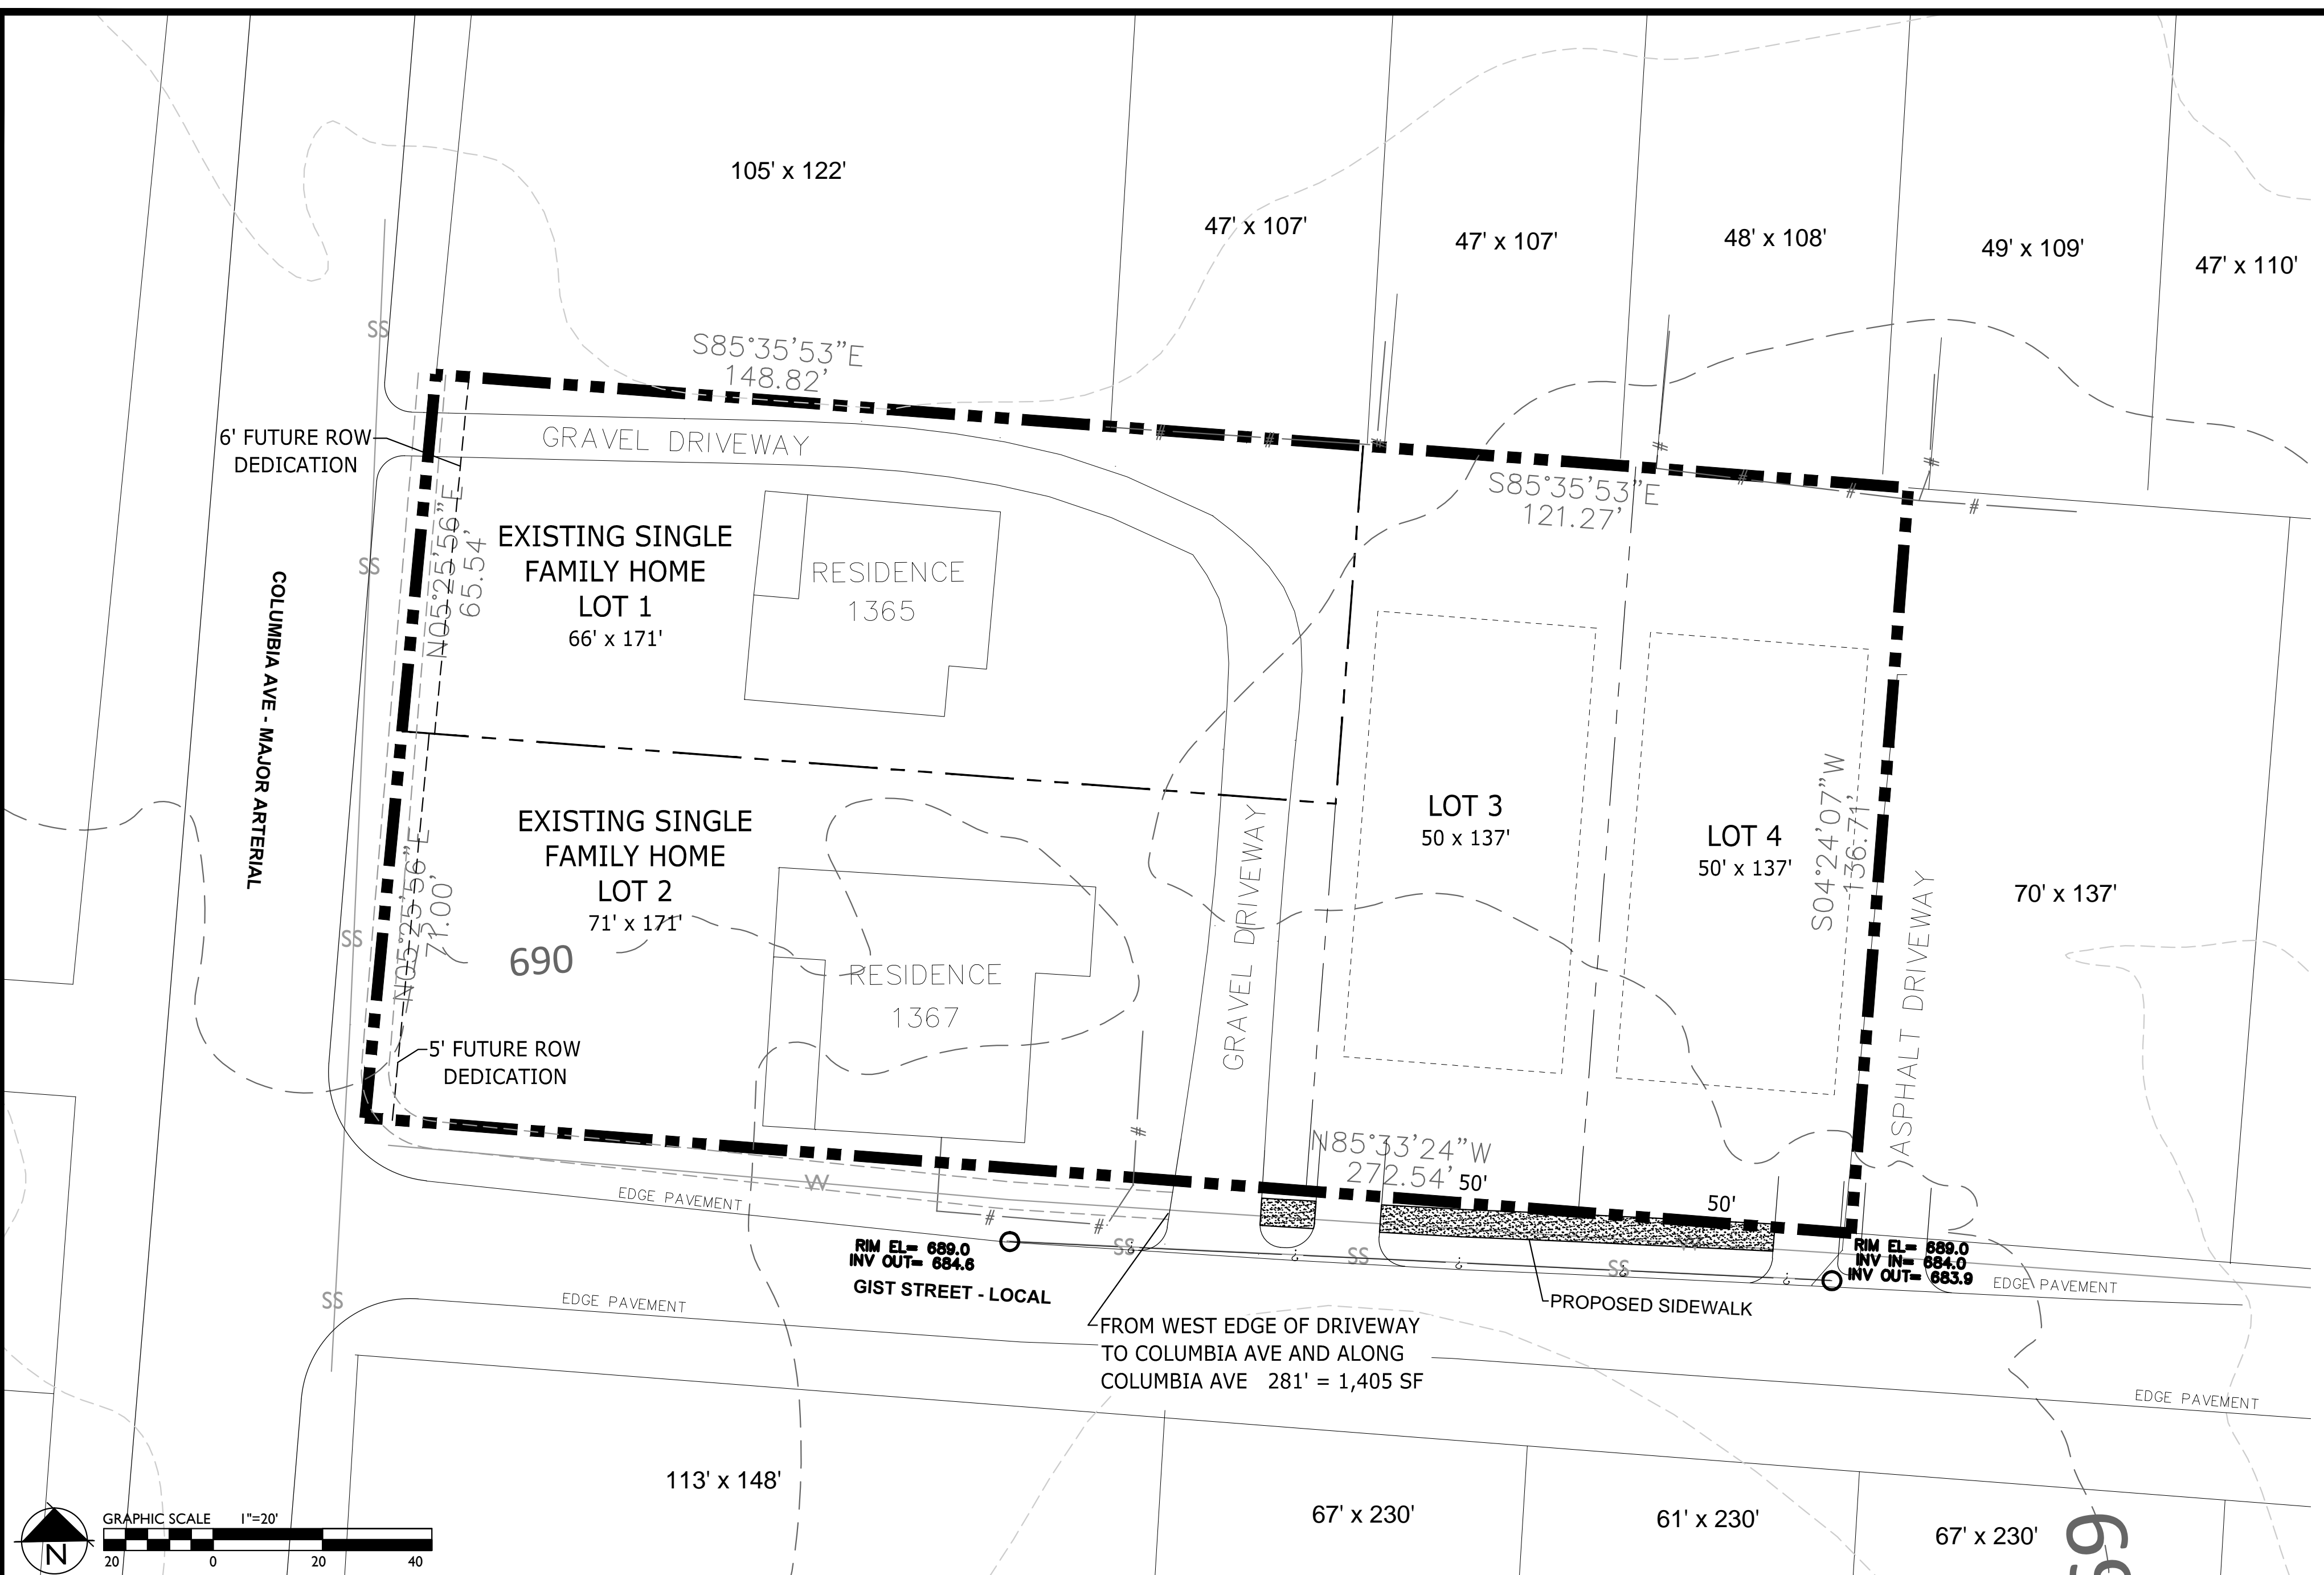 105' x 122'
47' x 107'
47' x 107'
48' x 108'
49' x 109'
47' x 110'
SS
S85°35'53"E
148.82'
6' FUTURE ROW
DEDICATION
GRAVEL DRIVEWAY
S85°35'53"E
121.27'
N05°25'56"E
65.54'
EXISTING SINGLE
FAMILY HOME
LOT 1
66' x 171'
RESIDENCE
1365
SS
COLUMBIA AVE - MAJOR ARTERIAL
EXISTING SINGLE
FAMILY HOME
LOT 2
71' x 171'
N05°25'56"E
71.00'
690
RESIDENCE
1367
SS
GRAVEL DRIVEWAY
LOT 3
50 x 137'
LOT 4
50' x 137'
S04°24'07"W
136.71'
ASPHALT DRIVEWAY
70' x 137'
5' FUTURE ROW
DEDICATION
N85°33'24"W
272.54'
50'
50'
EDGE PAVEMENT
W
RIM EL= 689.0
INV OUT= 684.6
GIST STREET - LOCAL
SS
SS
SS
W
RIM EL= 689.0
INV IN= 684.0
INV OUT= 683.9
EDGE PAVEMENT
SS
EDGE PAVEMENT
PROPOSED SIDEWALK
FROM WEST EDGE OF DRIVEWAY
TO COLUMBIA AVE AND ALONG
COLUMBIA AVE 281' = 1,405 SF
EDGE PAVEMENT
113' x 148'
67' x 230'
61' x 230'
67' x 230'
N
GRAPHIC SCALE 1"=20'
20 0 20 40